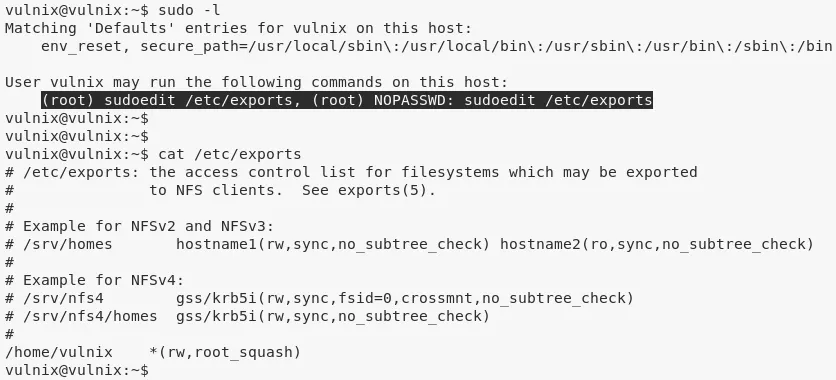 vulnix@vulnix:~$ sudo -l
Matching 'Defaults' entries for vulnix on this host:
    env_reset, secure_path=/usr/local/sbin\:/usr/local/bin\:/usr/sbin\:/usr/bin\:/sbin\:/bin

User vulnix may run the following commands on this host:
    (root) sudoedit /etc/exports, (root) NOPASSWD: sudoedit /etc/exports
vulnix@vulnix:~$
vulnix@vulnix:~$
vulnix@vulnix:~$ cat /etc/exports
# /etc/exports: the access control list for filesystems which may be exported
#               to NFS clients.  See exports(5).
#
# Example for NFSv2 and NFSv3:
# /srv/homes       hostname1(rw,sync,no_subtree_check) hostname2(ro,sync,no_subtree_check)
#
# Example for NFSv4:
# /srv/nfs4        gss/krb5i(rw,sync,fsid=0,crossmnt,no_subtree_check)
# /srv/nfs4/homes  gss/krb5i(rw,sync,no_subtree_check)
#
/home/vulnix    *(rw,root_squash)
vulnix@vulnix:~$